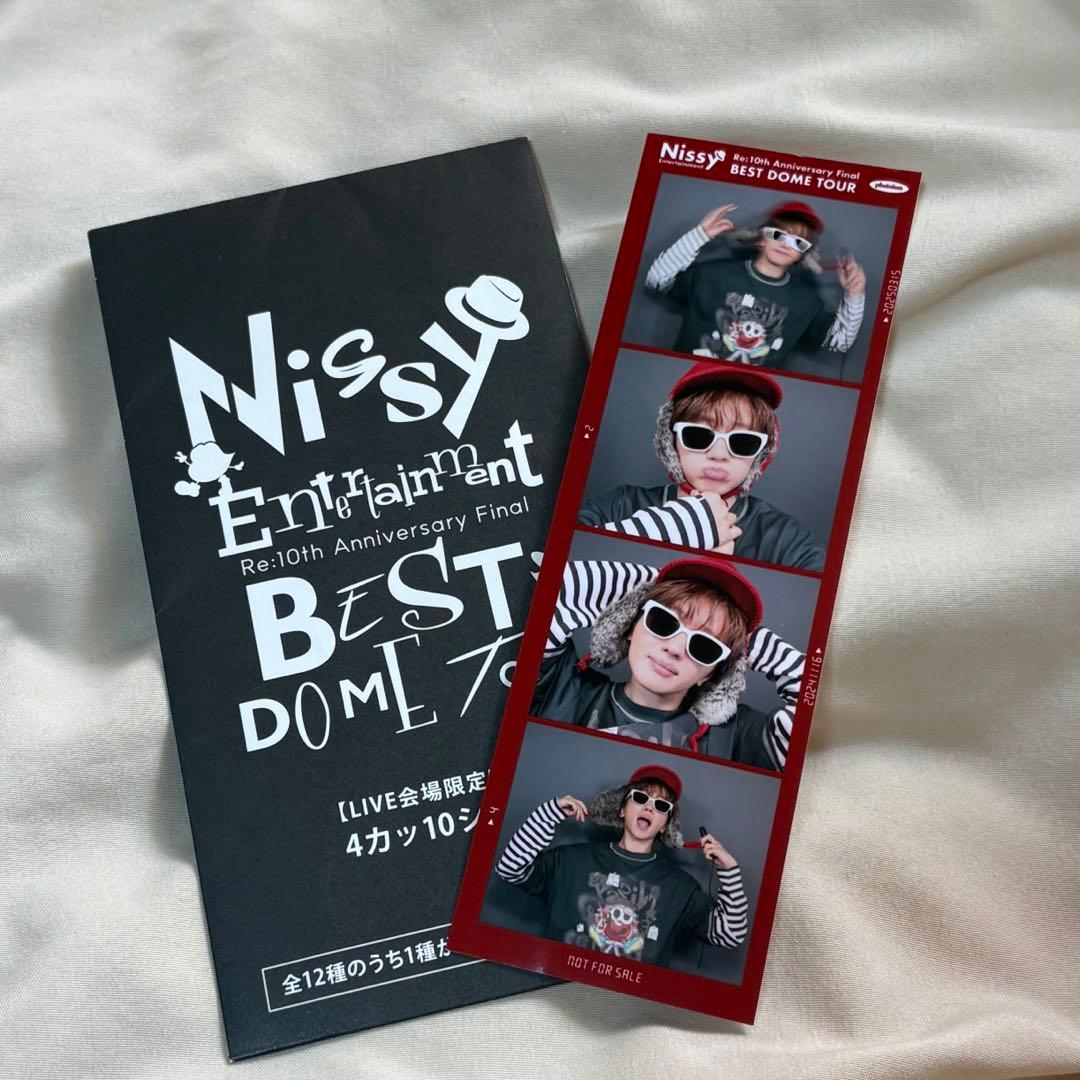 Nissy
Entertainment
Re:10th Anniversary Final
BEST
DOME To
【LIVE会場限定
4カッ10シ
全12種のうち1種が
Nissy
Entertainment
Re:10th Anniversary Final
BEST DOME TOUR
photoism
20250315
2
20241116
4
NOT FOR SALE